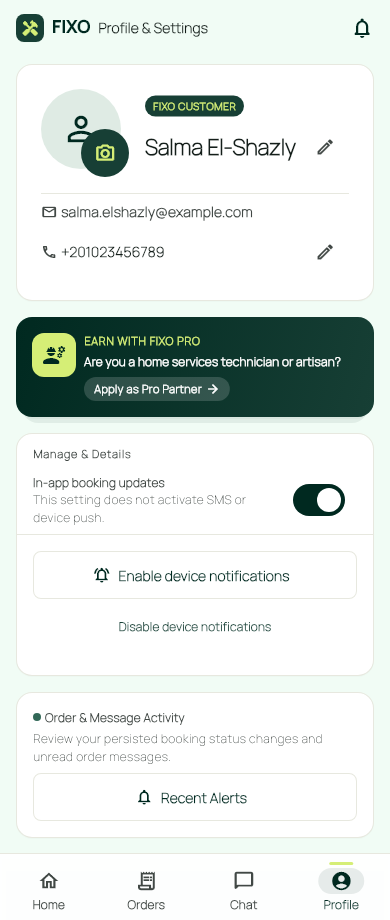 FIXO Profile & Settings
FIXO CUSTOMER
Salma El-Shazly
salma.elshazly@example.com
+201023456789
EARN WITH FIXO PRO
Are you a home services technician or artisan?
Apply as Pro Partner →
Manage & Details
In-app booking updates
This setting does not activate SMS or
device push.
Enable device notifications
Disable device notifications
Order & Message Activity
Review your persisted booking status changes and
unread order messages.
Recent Alerts
Home Orders Chat Profile